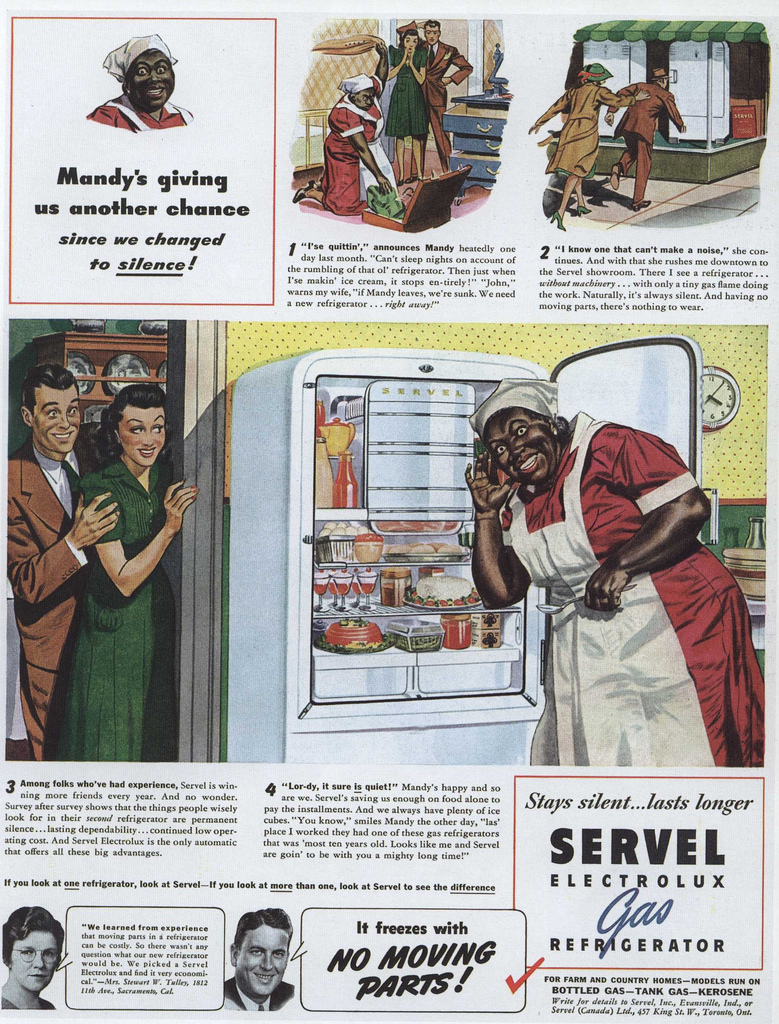 Mandy's giving
us another chance
since we changed
to silence!
1 "I'se quittin'," announces Mandy heatedly one
day last month. "Can't sleep nights on account of
the rumbling of that ol' refrigerator. Then just when
I'se makin' ice cream, it stops en-tirely!" "John,"
warns my wife, "if Mandy leaves, we're sunk. We need
a new refrigerator . . . right away!"
SERVEL
2 "I know one that can't make a noise," she con-
tinues. And with that she rushes me downtown to
the Servel showroom. There I see a refrigerator . . .
without machinery . . . with only a tiny gas flame doing
the work. Naturally, it's always silent. And having no
moving parts, there's nothing to wear.
SERVEL
3 Among folks who've had experience, Servel is win-
ning more friends every year. And no wonder.
Survey after survey shows that the things people wisely
look for in their second refrigerator are permanent
silence...lasting dependability...continued low oper-
ating cost. And Servel Electrolux is the only automatic
that offers all these big advantages.
4 "Lor-dy, it sure is quiet!" Mandy's happy and so
are we. Servel's saving us enough on food alone to
pay the installments. And we always have plenty of ice
cubes. "You know," smiles Mandy the other day, "las'
place I worked they had one of these gas refrigerators
that was 'most ten years old. Looks like me and Servel
are goin' to be with you a mighty long time!"
If you look at one refrigerator, look at Servel—If you look at more than one, look at Servel to see the difference
"We learned from experience
that moving parts in a refrigerator
can be costly. So there wasn't any
question what our new refrigerator
would be. We picked a Servel
Electrolux and find it very economi-
cal."—Mrs. Stewart W. Tulley, 1812
11th Ave., Sacramento, Cal.
It freezes with
NO MOVING
PARTS!
Stays silent...lasts longer
SERVEL
ELECTROLUX
Gas
REFRIGERATOR
FOR FARM AND COUNTRY HOMES—MODELS RUN ON
BOTTLED GAS—TANK GAS—KEROSENE
Write for details to Servel, Inc., Evansville, Ind., or
Servel (Canada) Ltd., 457 King St. W., Toronto, Ont.